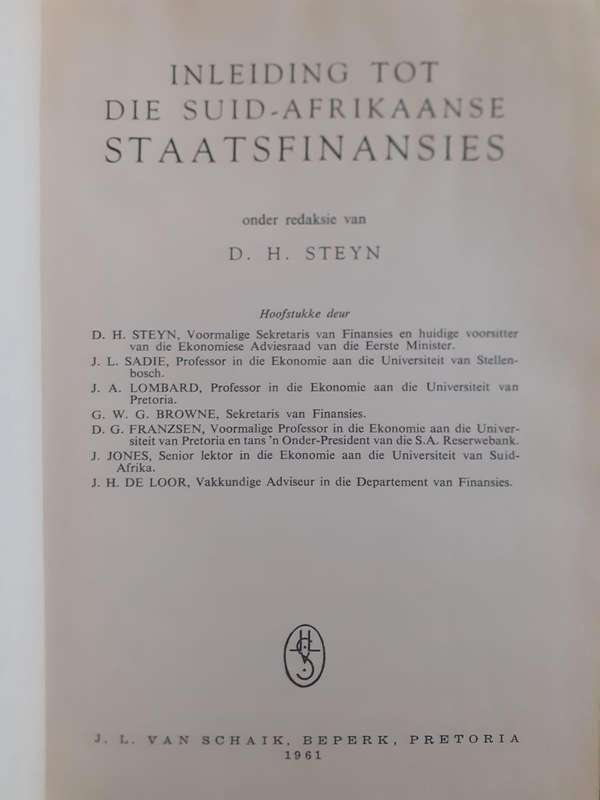 INLEIDING TOT
DIE SUID-AFRIKAANSE
STAATSFINANSIES
onder redaksie van
D. H. STEYN
Hoofstukke deur
D. H. STEYN, Voormalige Sekretaris van Finansies en huidige voorsitter
van die Ekonomiese Adviesraad van die Eerste Minister.
J. L. SADIE, Professor in die Ekonomie aan die Universiteit van Stellen-
bosch.
J. A. LOMBARD, Professor in die Ekonomie aan die Universiteit van
Pretoria.
G. W. G. BROWNE, Sekretaris van Finansies.
D. G. FRANZSEN, Voormalige Professor in die Ekonomie aan die Univer-
siteit van Pretoria en tans 'n Onder-President van die S.A. Reserwebank.
J. JONES, Senior lektor in die Ekonomie aan die Universiteit van Suid-
Afrika.
J. H. DE LOOR, Vakkundige Adviseur in die Departement van Finansies.
J. L. VAN SCHAIK, BEPERK, PRETORIA
1961